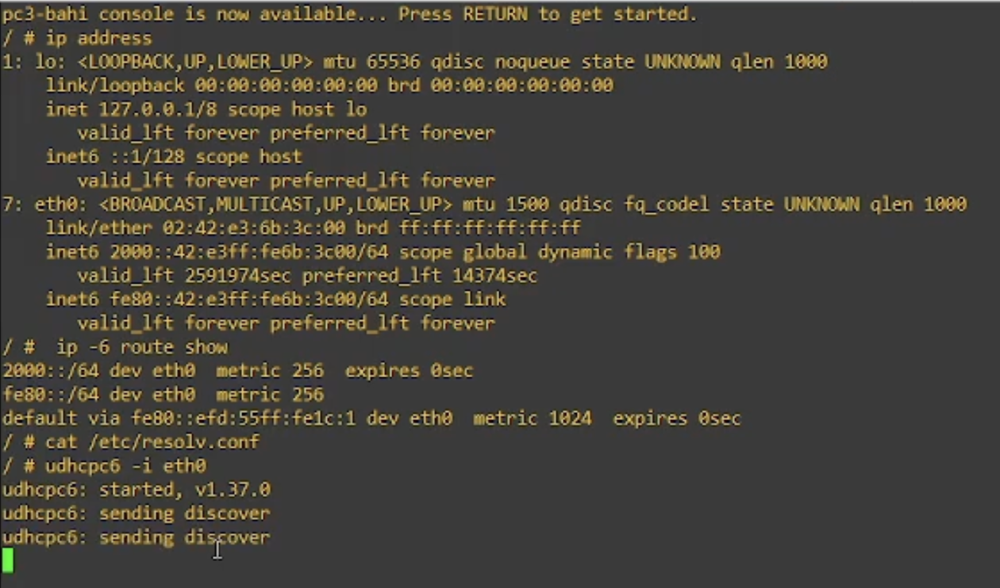 pc3-bahi console is now available... Press RETURN to get started.
/ # ip address
1: lo: <LOOPBACK,UP,LOWER_UP> mtu 65536 qdisc noqueue state UNKNOWN qlen 1000
    link/loopback 00:00:00:00:00:00 brd 00:00:00:00:00:00
    inet 127.0.0.1/8 scope host lo
       valid_lft forever preferred_lft forever
    inet6 ::1/128 scope host
       valid_lft forever preferred_lft forever
7: eth0: <BROADCAST,MULTICAST,UP,LOWER_UP> mtu 1500 qdisc fq_codel state UNKNOWN qlen 1000
    link/ether 02:42:e3:6b:3c:00 brd ff:ff:ff:ff:ff:ff
    inet6 2000::42:e3ff:fe6b:3c00/64 scope global dynamic flags 100
       valid_lft 2591974sec preferred_lft 14374sec
    inet6 fe80::42:e3ff:fe6b:3c00/64 scope link
       valid_lft forever preferred_lft forever
/ #  ip -6 route show
2000::/64 dev eth0  metric 256  expires 0sec
fe80::/64 dev eth0  metric 256
default via fe80::efd:55ff:fe1c:1 dev eth0  metric 1024  expires 0sec
/ # cat /etc/resolv.conf
/ # udhcpc6 -i eth0
udhcpc6: started, v1.37.0
udhcpc6: sending discover
udhcpc6: sending discover